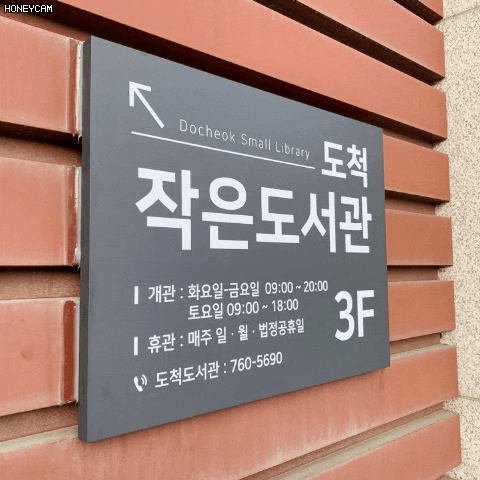 HONEYCAM
Docheok Small Library 도척
작은도서관
개관 : 화요일-금요일 09:00 ~ 20:00
토요일 09:00 ~ 18:00
휴관 : 매주 일 · 월 · 법정공휴일
3F
도척도서관 : 760-5690